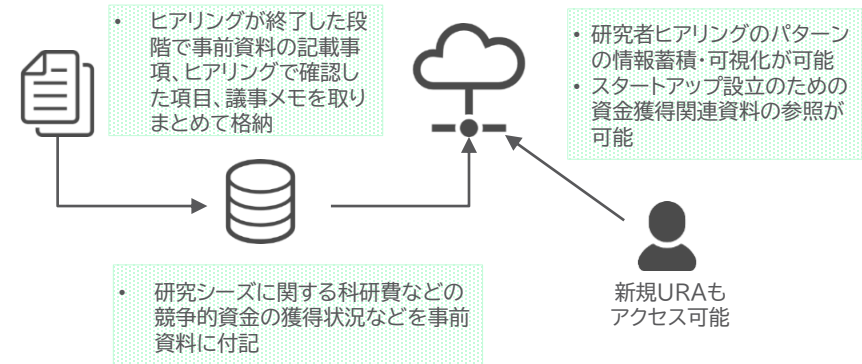 • ヒアリングが終了した段
階で事前資料の記載事
項、ヒアリングで確認し
た項目、議事メモを取り
まとめて格納
• 研究者ヒアリングのパターン
の情報蓄積・可視化が可能
• スタートアップ設立のための
資金獲得関連資料の参照が
可能
• 研究シーズに関する科研費などの
競争的資金の獲得状況などを事前
資料に付記
新規URAも
アクセス可能